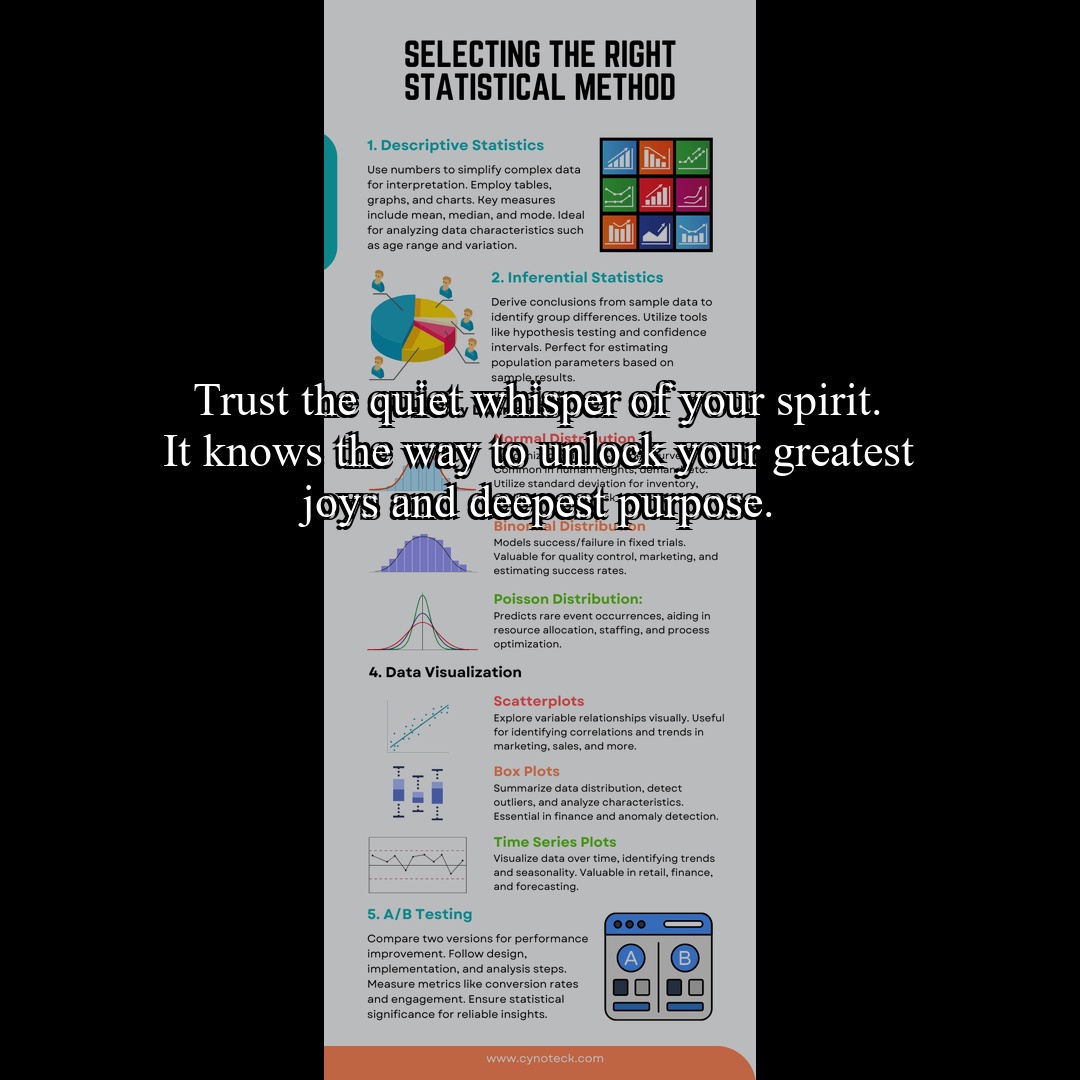 SELECTING THE RIGHT
STATISTICAL METHOD
1. Descriptive Statistics
Use numbers to simplify complex data
for interpretation. Employ tables,
graphs, and charts. Key measures
include mean, median, and mode. Ideal
for analyzing data characteristics such
as age range and variation.
2. Inferential Statistics
Derive conclusions from sample data to
identify group differences. Utilize tools
like hypothesis testing and confidence
intervals. Perfect for estimating
population parameters based on
sample results.
Trust the quiet whisper of your spirit.
It knows the way to unlock your greatest
joys and deepest purpose.
Normal Distribution
Common in human heights, demand, etc.
Utilize standard deviation for inventory,
Binomial Distribution
Models success/failure in fixed trials.
Valuable for quality control, marketing, and
estimating success rates.
Poisson Distribution:
Predicts rare event occurrences, aiding in
resource allocation, staffing, and process
optimization.
4. Data Visualization
Scatterplots
Explore variable relationships visually. Useful
for identifying correlations and trends in
marketing, sales, and more.
Box Plots
Summarize data distribution, detect
outliers, and analyze characteristics.
Essential in finance and anomaly detection.
Time Series Plots
Visualize data over time, identifying trends
and seasonality. Valuable in retail, finance,
and forecasting.
5. A/B Testing
Compare two versions for performance
improvement. Follow design,
implementation, and analysis steps.
Measure metrics like conversion rates
and engagement. Ensure statistical
significance for reliable insights.
A B
www.cynoteck.com